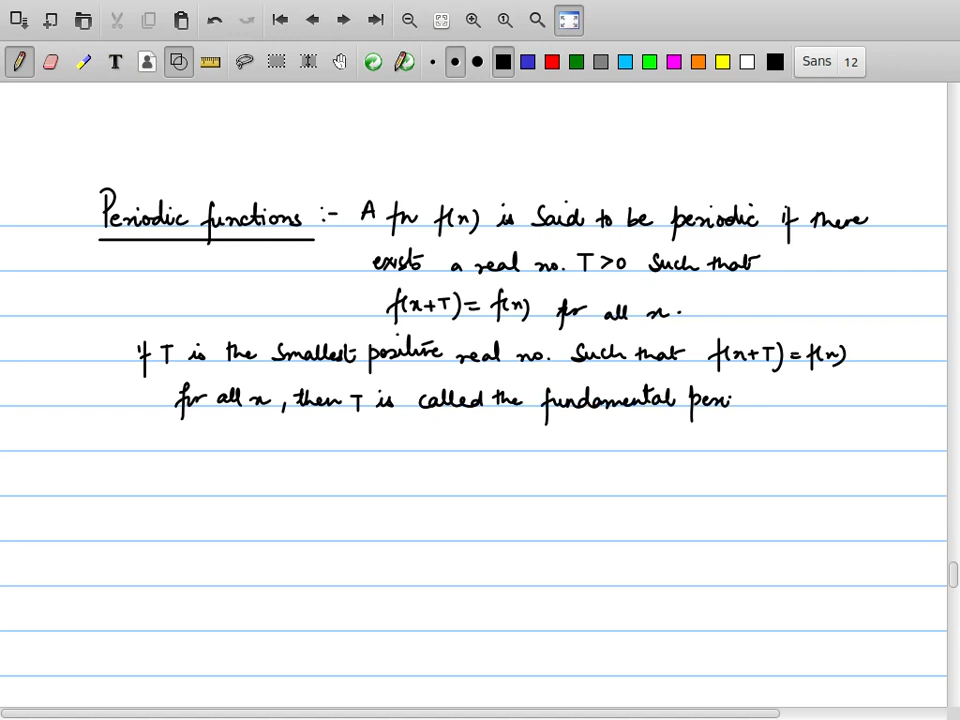 Sans 12
Periodic functions :- A fn f(x) is said to be periodic if there
exists a real no. T>0 such that
f(x+T)= f(x) for all x.
if T is the smallest positive real no. such that f(x+T)=f(x)
for all x, then T is called the fundamental peri